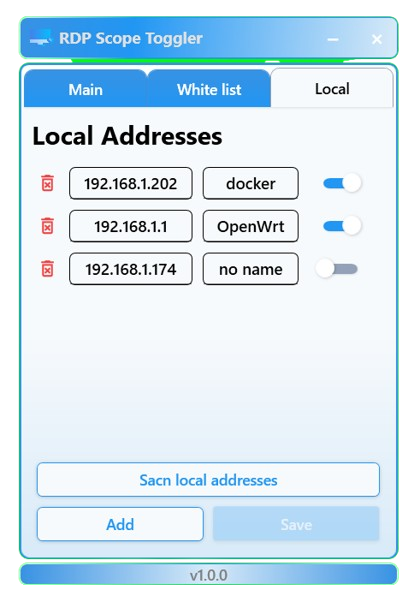 RDP Scope Toggler
Main White list Local
Local Addresses
192.168.1.202 docker
192.168.1.1 OpenWrt
192.168.1.174 no name
Sacn local addresses
Add Save
v1.0.0